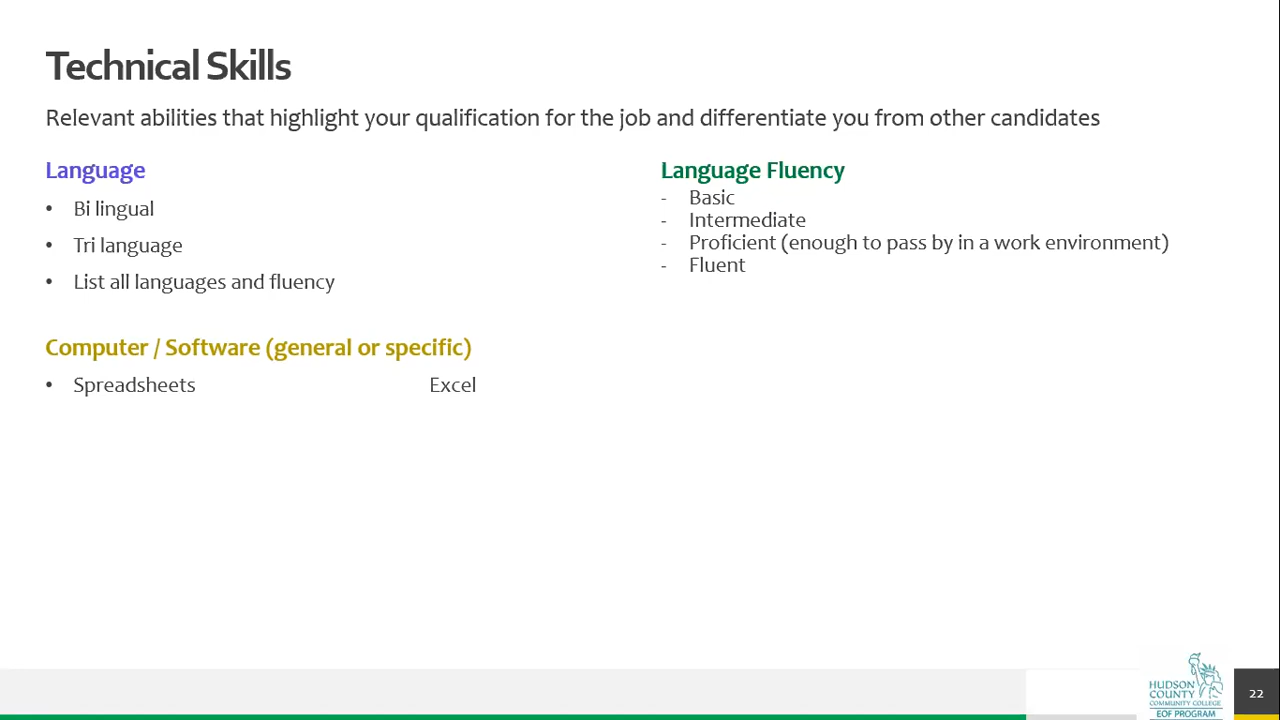 Technical Skills
Relevant abilities that highlight your qualification for the job and differentiate you from other candidates
Language
• Bi lingual
• Tri language
• List all languages and fluency
Language Fluency
- Basic
- Intermediate
- Proficient (enough to pass by in a work environment)
- Fluent
Computer / Software (general or specific)
• Spreadsheets Excel
HUDSON
COUNTY
COMMUNITY COLLEGE
EOF PROGRAM
22